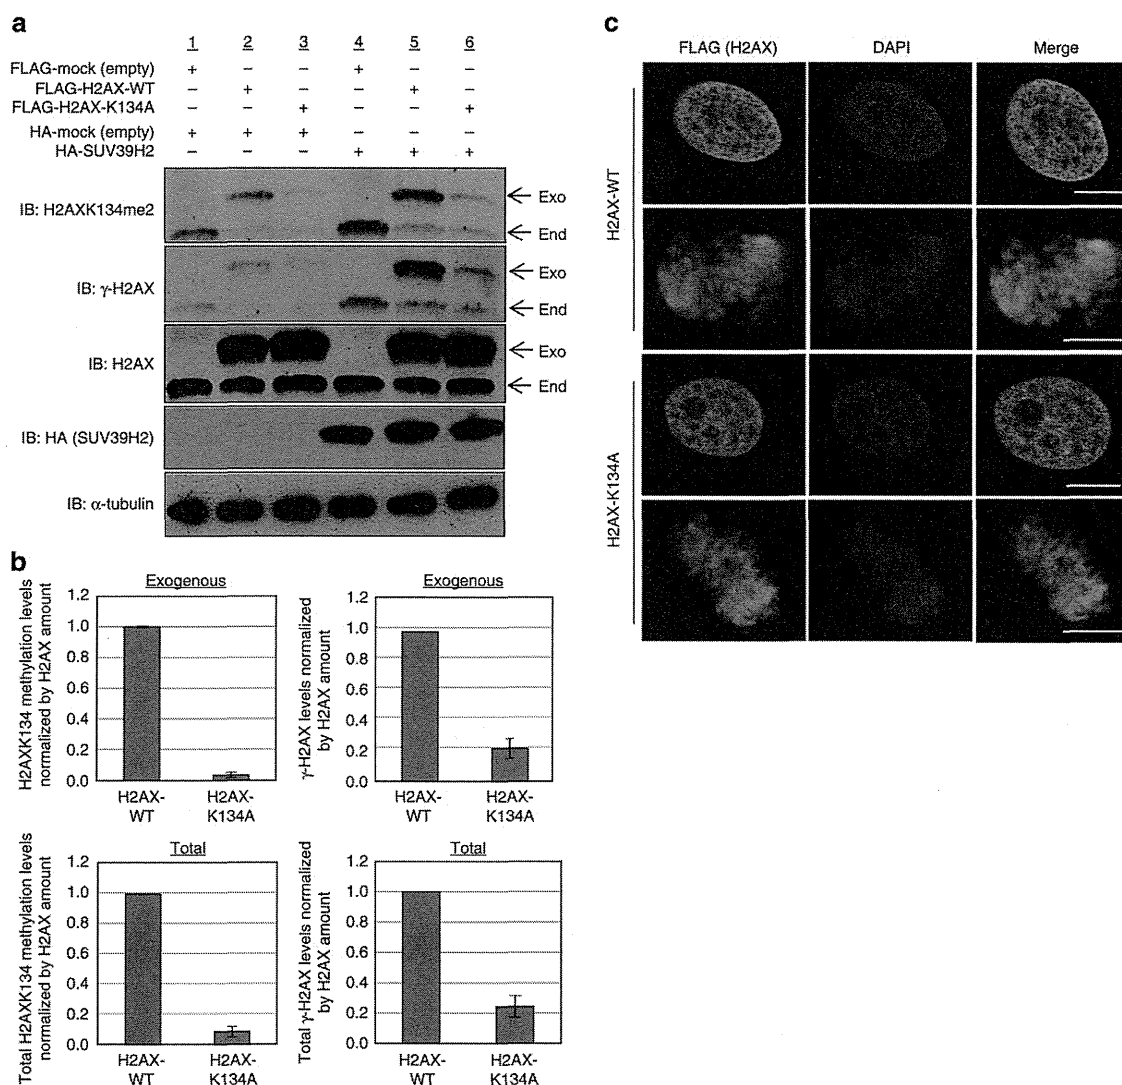 a
1 2 3 4 5 6
FLAG-mock (empty) + – – + – –
FLAG-H2AX-WT – + – – + –
FLAG-H2AX-K134A – – + – – +
HA-mock (empty) + + + – – –
HA-SUV39H2 – – – + + +
IB: H2AXK134me2
Exo
End
IB: γ-H2AX
Exo
End
IB: H2AX
Exo
End
IB: HA (SUV39H2)
IB: α-tubulin
b
Exogenous
H2AXK134 methylation levels
normalized by H2AX amount
1.2
1.0
0.8
0.6
0.4
0.2
0.0
H2AX-
WT
H2AX-
K134A
Exogenous
γ-H2AX levels normalized
by H2AX amount
1.2
1.0
0.8
0.6
0.4
0.2
0.0
H2AX-
WT
H2AX-
K134A
Total
Total H2AXK134 methylation levels
normalized by H2AX amount
1.2
1.0
0.8
0.6
0.4
0.2
0.0
H2AX-
WT
H2AX-
K134A
Total
Total γ-H2AX levels normalized
by H2AX amount
1.2
1.0
0.8
0.6
0.4
0.2
0.0
H2AX-
WT
H2AX-
K134A
c
FLAG (H2AX) DAPI Merge
H2AX-WT
H2AX-K134A